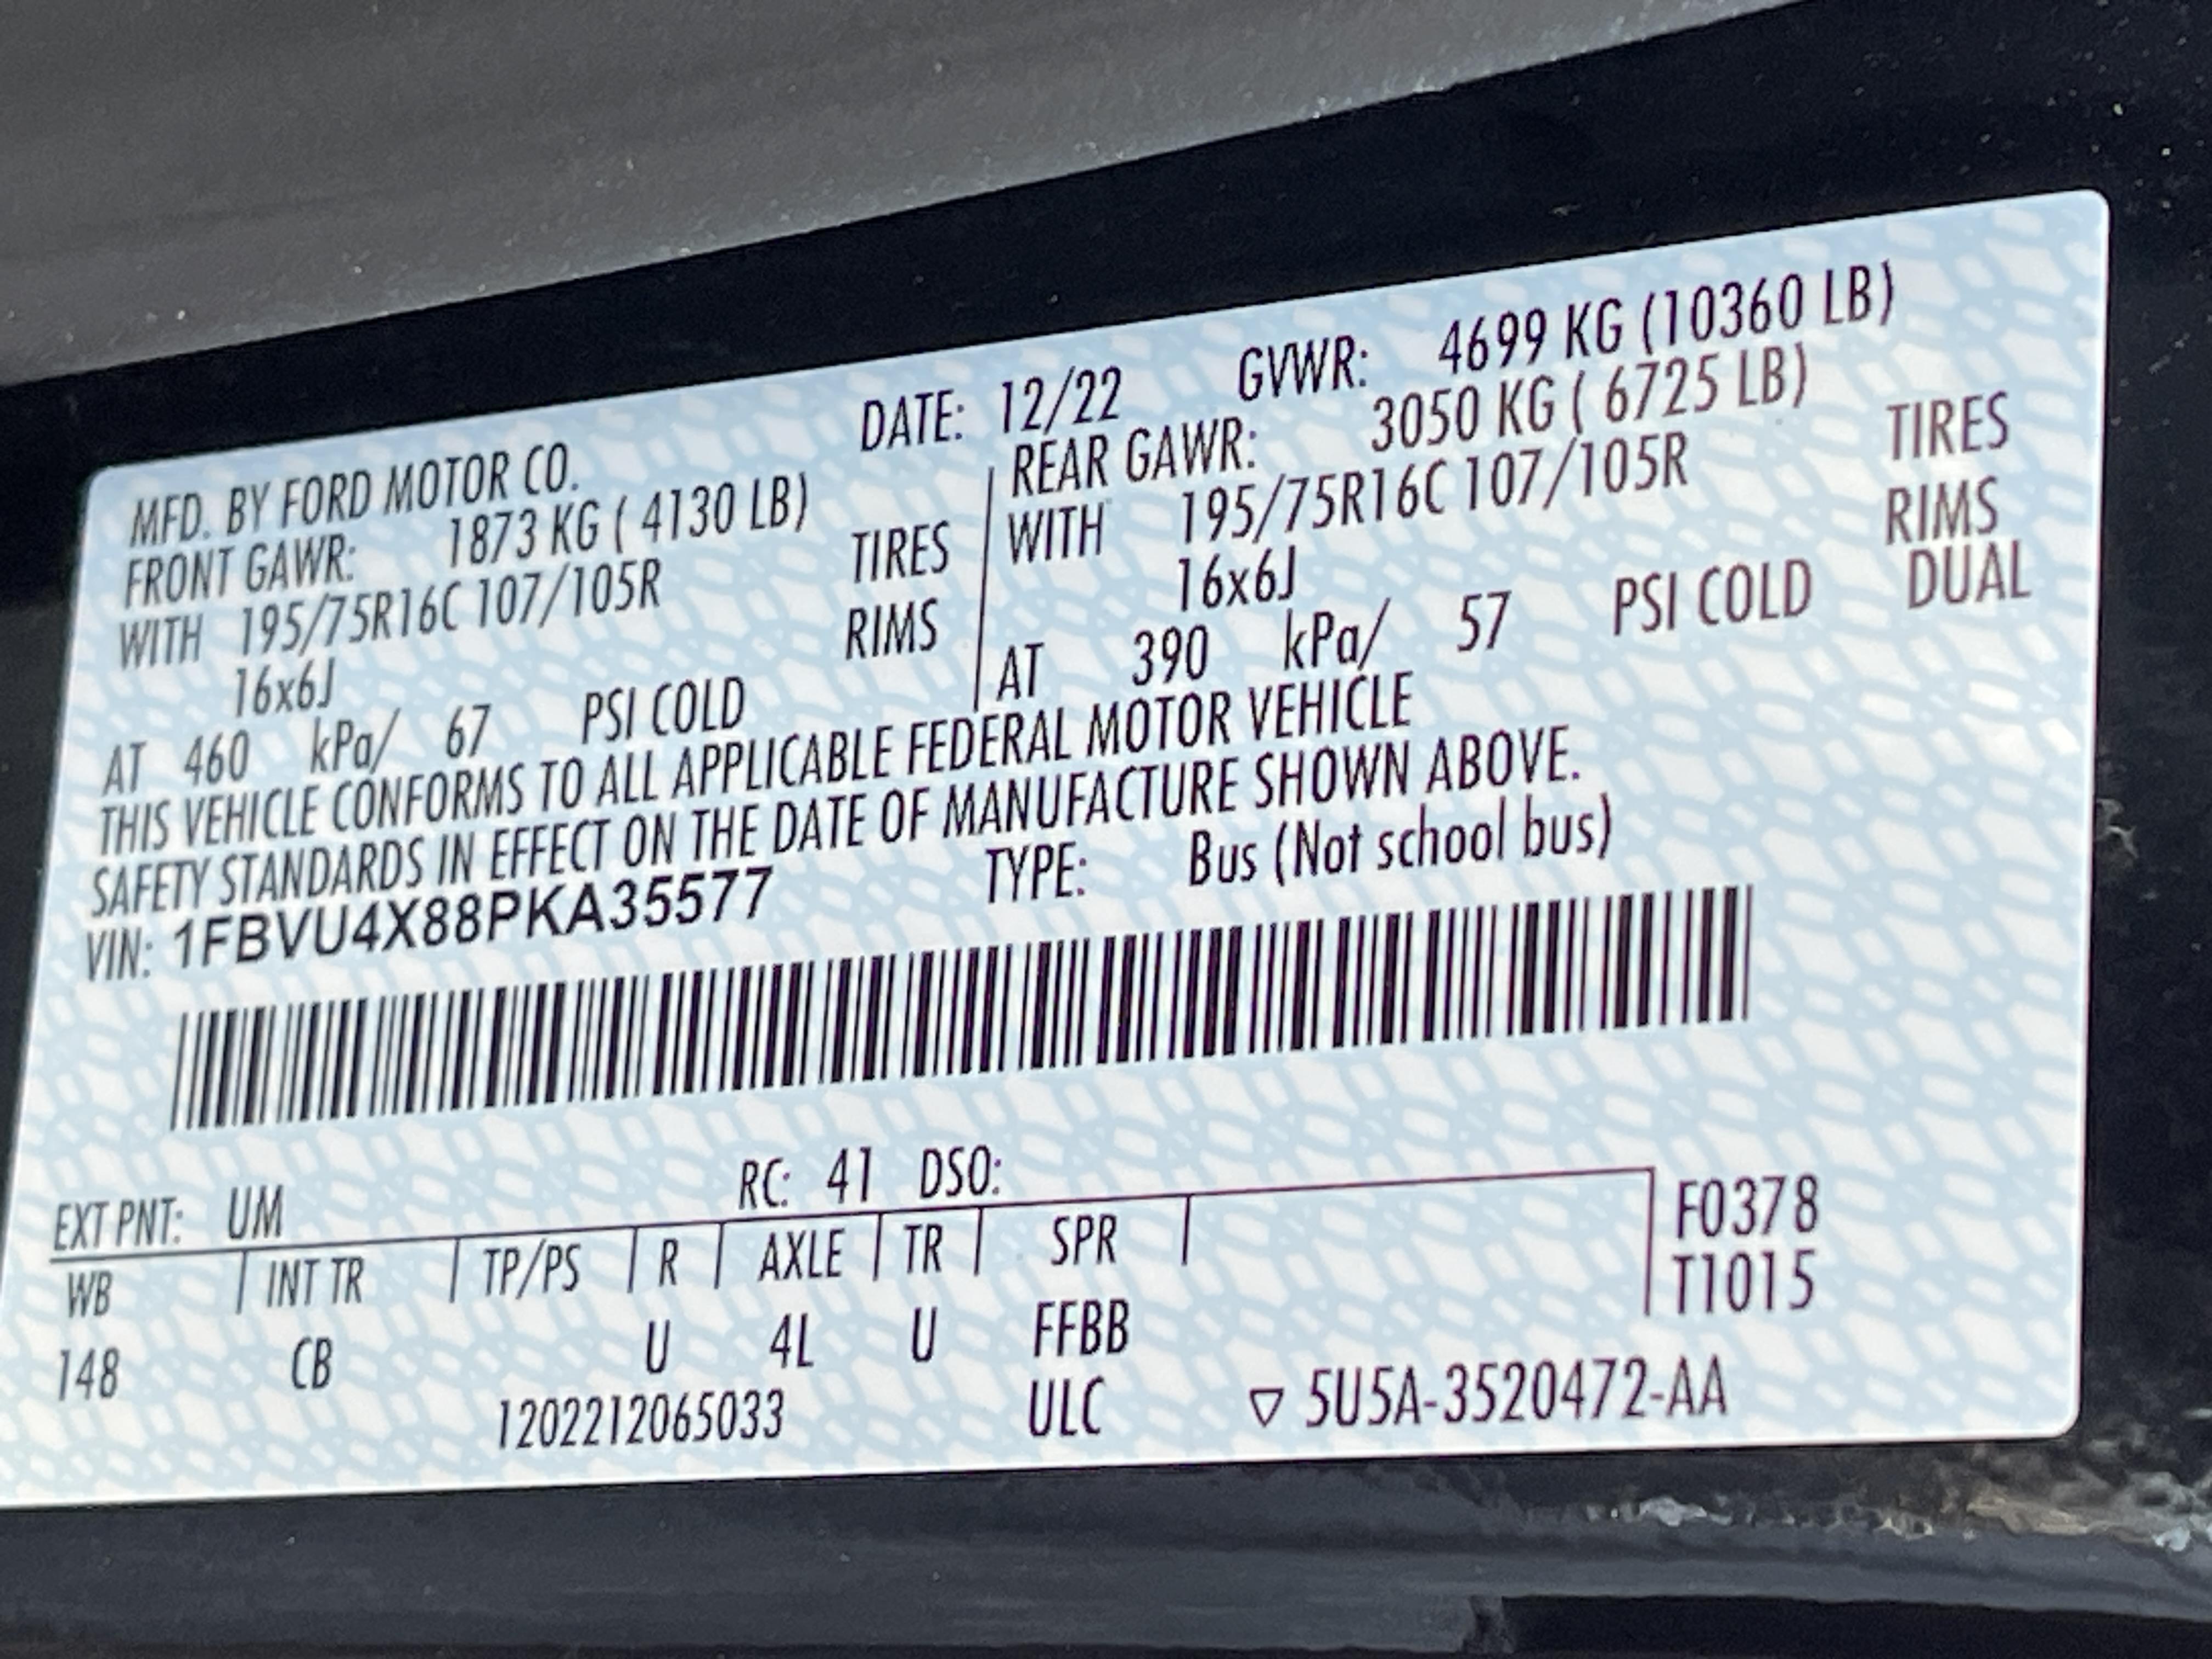 MFD. BY FORD MOTOR CO. DATE: 12/22 GVWR: 4699 KG (10360 LB)
FRONT GAWR: 1873 KG ( 4130 LB) REAR GAWR: 3050 KG ( 6725 LB)
WITH 195/75R16C 107/105R TIRES WITH 195/75R16C 107/105R TIRES
16x6J RIMS 16x6J RIMS
AT 460 kPa/ 67 PSI COLD AT 390 kPa/ 57 PSI COLD DUAL
THIS VEHICLE CONFORMS TO ALL APPLICABLE FEDERAL MOTOR VEHICLE
SAFETY STANDARDS IN EFFECT ON THE DATE OF MANUFACTURE SHOWN ABOVE.
VIN: 1FBVU4X88PKA35577 TYPE: Bus (Not school bus)
EXT PNT: UM RC: 41 DSO:
WB INT TR TP/PS R AXLE TR SPR F0378
T1015
148 CB U 4L U FFBB
1202212065033 ULC ▽ 5U5A-3520472-AA